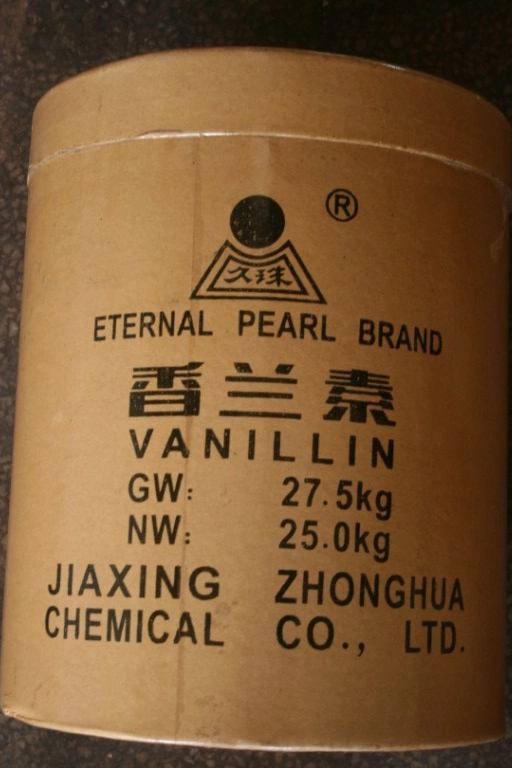 ®
久珠
ETERNAL PEARL BRAND
香兰素
VANILLIN
GW: 27.5kg
NW: 25.0kg
JIAXING ZHONGHUA
CHEMICAL CO., LTD.